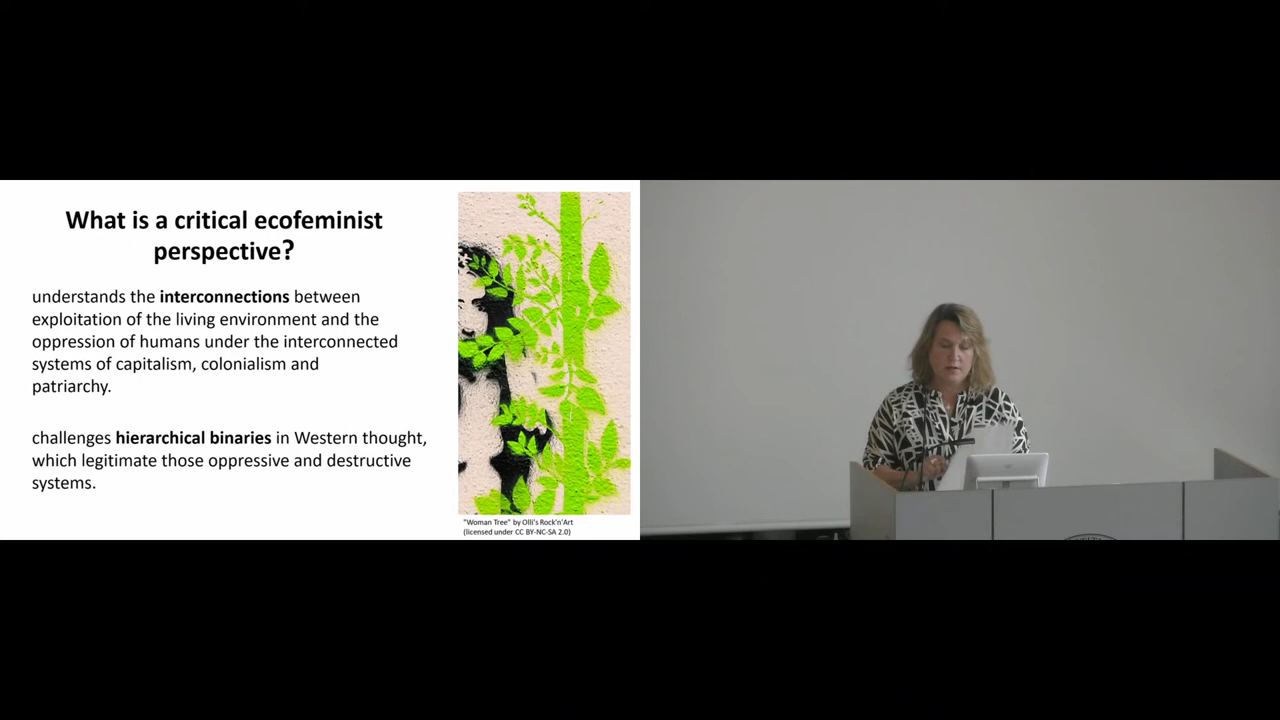 What is a critical ecofeminist
perspective?
understands the interconnections between
exploitation of the living environment and the
oppression of humans under the interconnected
systems of capitalism, colonialism and
patriarchy.
challenges hierarchical binaries in Western thought,
which legitimate those oppressive and destructive
systems.
"Woman Tree" by Olli's Rock'n'Art
(licensed under CC BY-NC-SA 2.0)